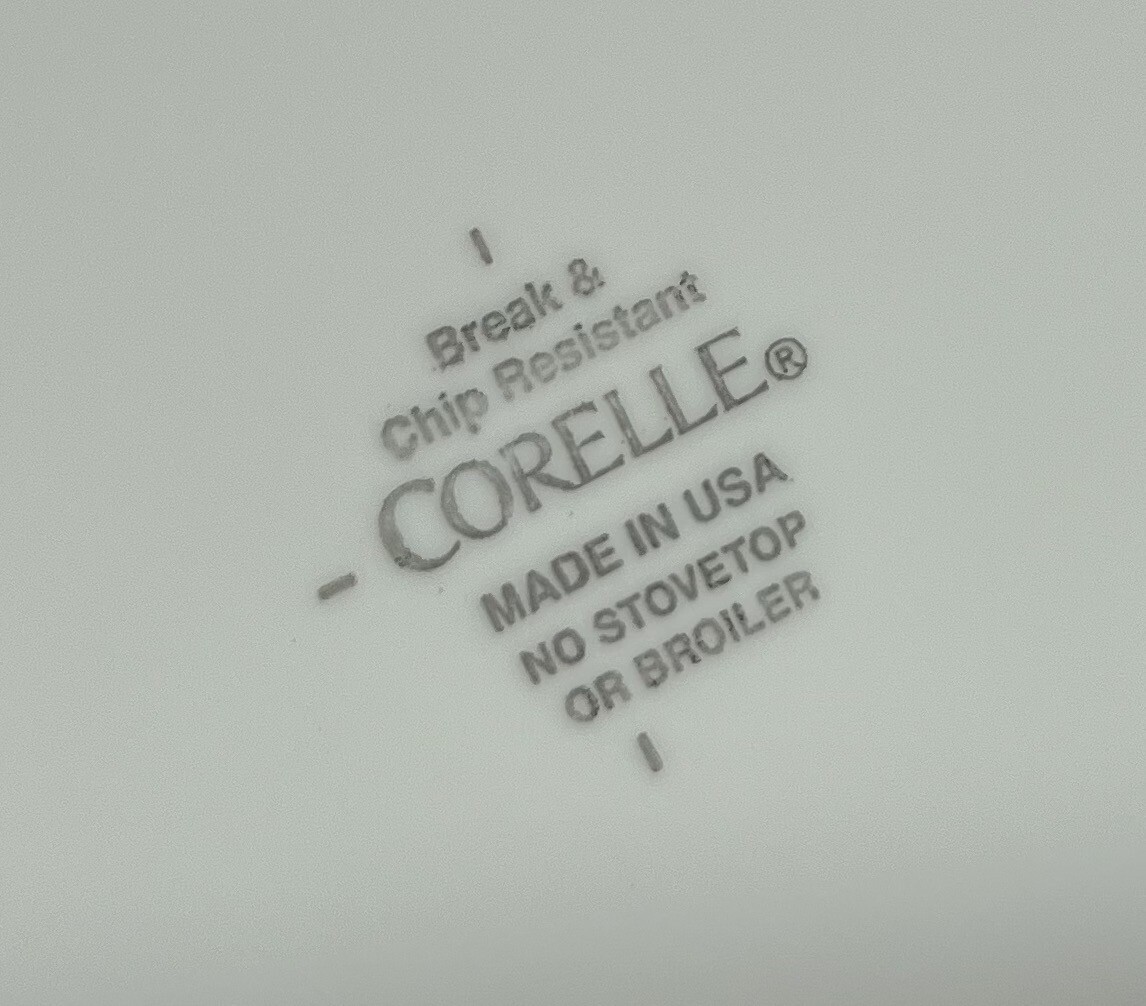 Break &
Chip Resistant
CORELLE®
MADE IN USA
NO STOVETOP
OR BROILER